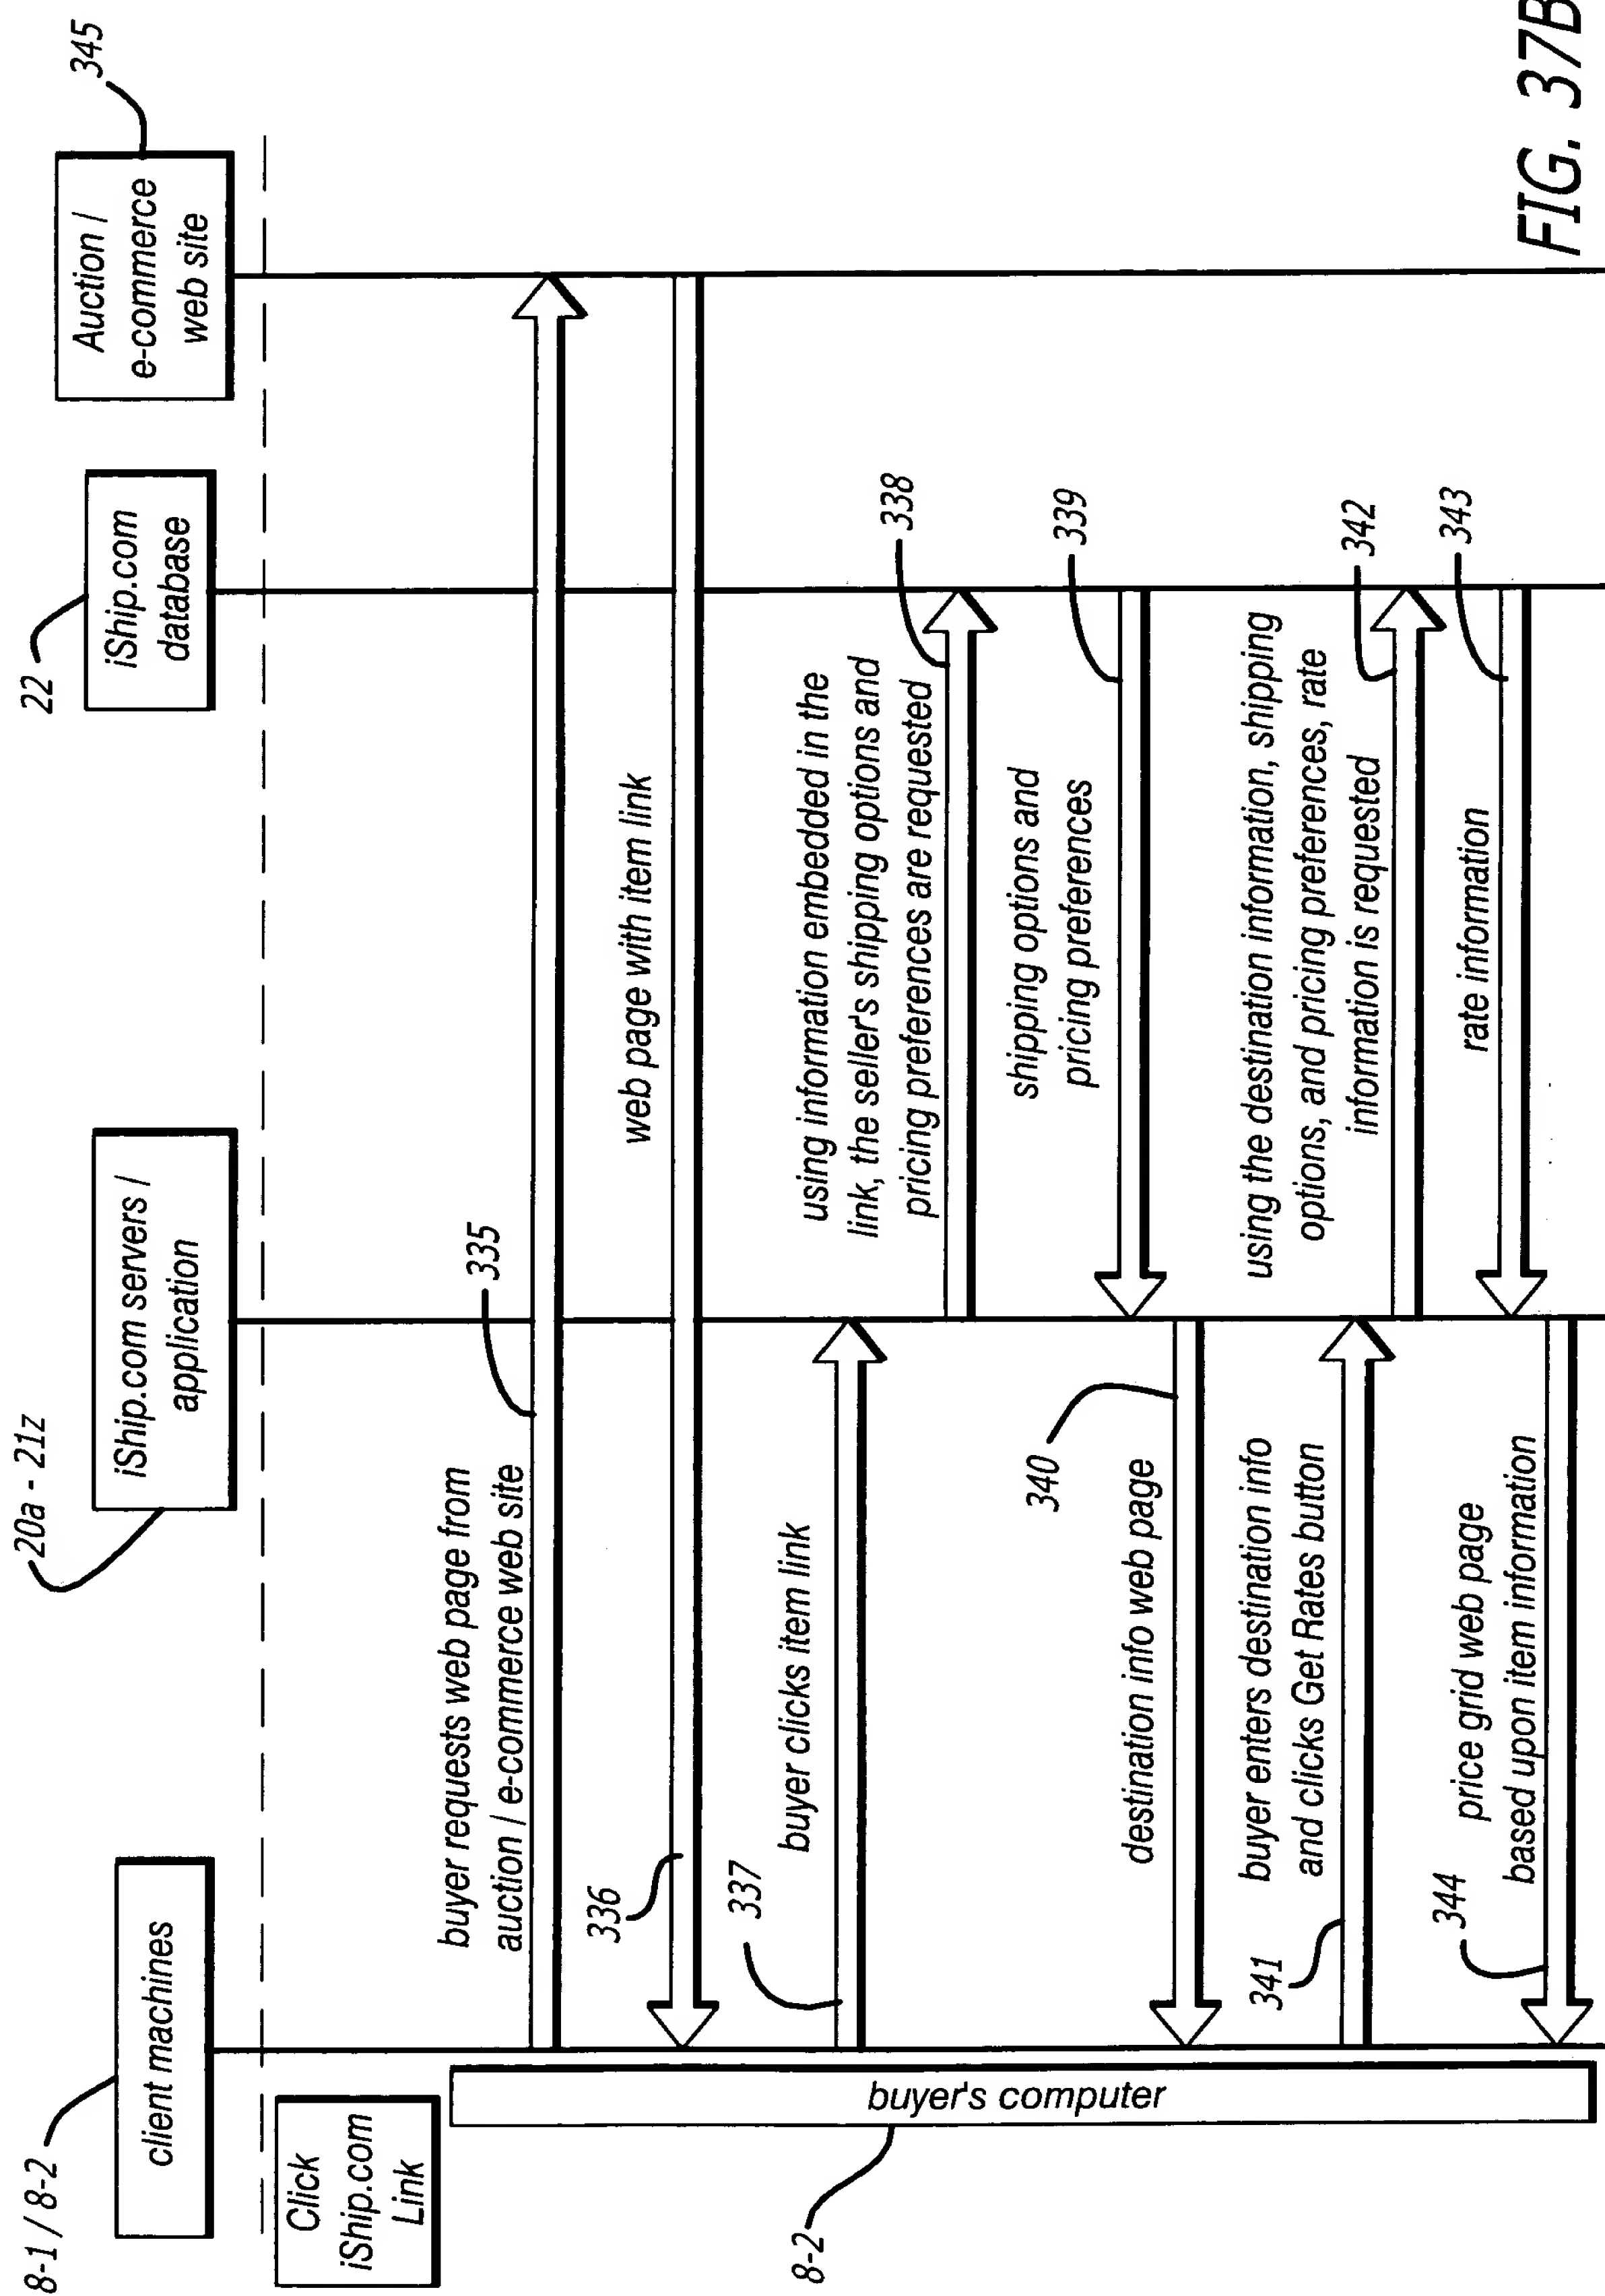 8-1 / 8-2
client machines
20a - 21z
iShip.com servers /
application
22
iShip.com
database
Auction /
e-commerce
web site
345
Click
iShip.com
Link
buyer requests web page from
auction / e-commerce web site
335
336
web page with item link
337
buyer clicks item link
using information embedded in the
link, the seller's shipping options and
pricing preferences are requested
338
shipping options and
pricing preferences
339
340
destination info web page
341
buyer enters destination info
and clicks Get Rates button
using the destination information, shipping
options, and pricing preferences, rate
information is requested
342
rate information
343
344
price grid web page
based upon item information
buyer's computer
8-2
FIG. 37B